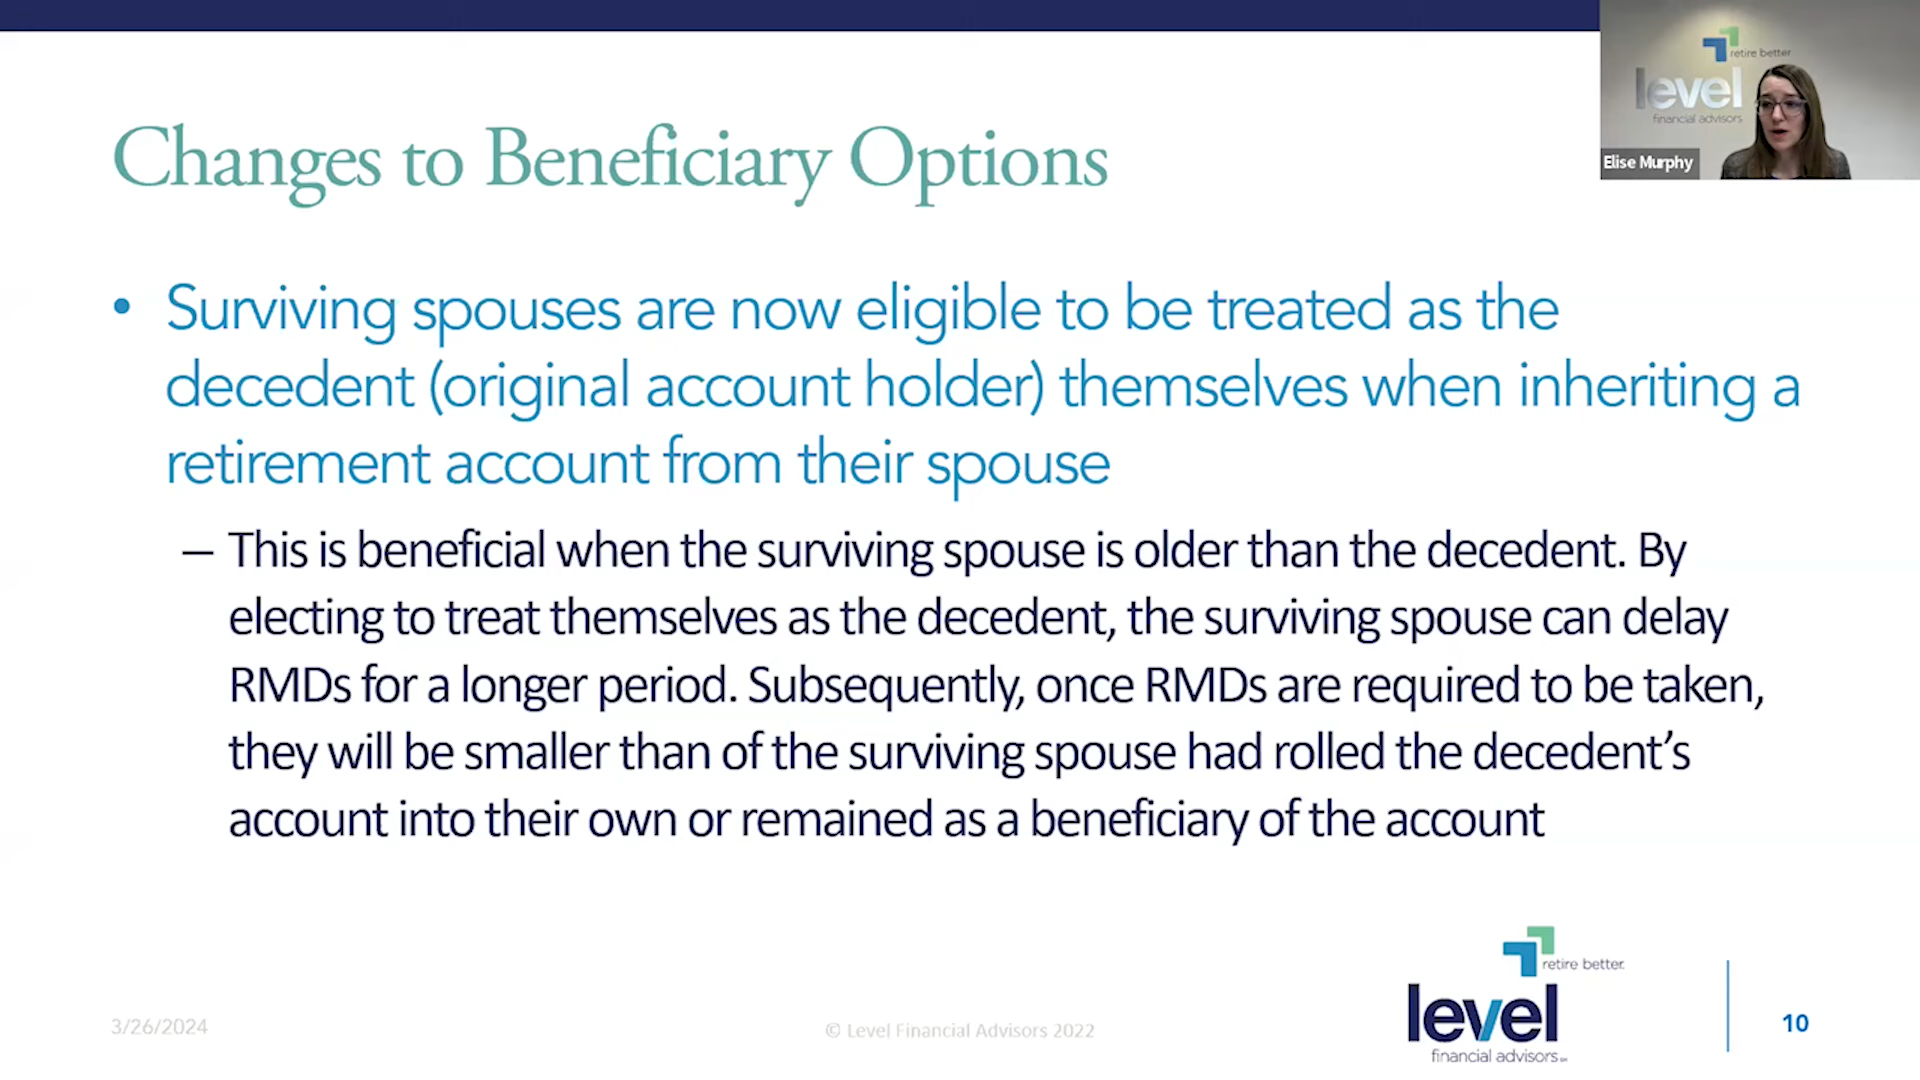 retire better
level
financial advisors
Elise Murphy
Changes to Beneficiary Options
• Surviving spouses are now eligible to be treated as the
decedent (original account holder) themselves when inheriting a
retirement account from their spouse
– This is beneficial when the surviving spouse is older than the decedent. By
electing to treat themselves as the decedent, the surviving spouse can delay
RMDs for a longer period. Subsequently, once RMDs are required to be taken,
they will be smaller than of the surviving spouse had rolled the decedent’s
account into their own or remained as a beneficiary of the account
retire better.
level
financial advisors℠
3/26/2024
© Level Financial Advisors 2022
10